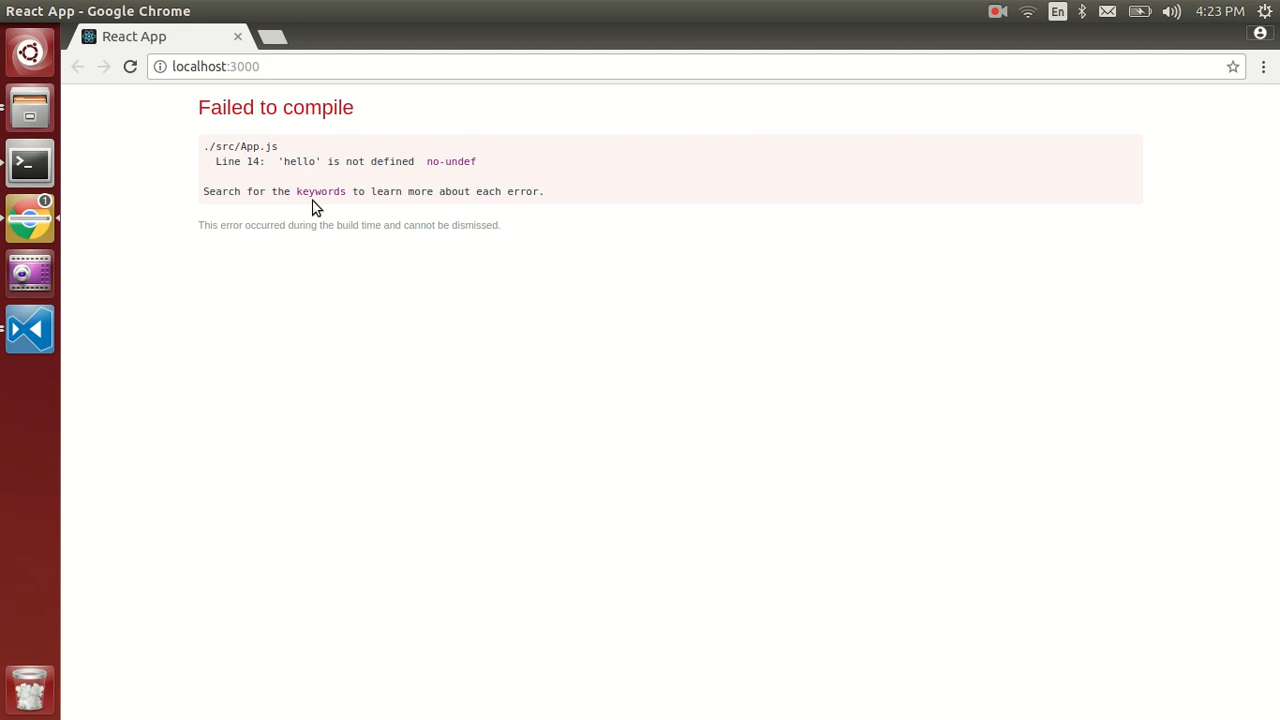 React App - Google Chrome
En
4:23 PM
React App
localhost:3000
Failed to compile
./src/App.js
Line 14: 'hello' is not defined no-undef
Search for the keywords to learn more about each error.
This error occurred during the build time and cannot be dismissed.
1